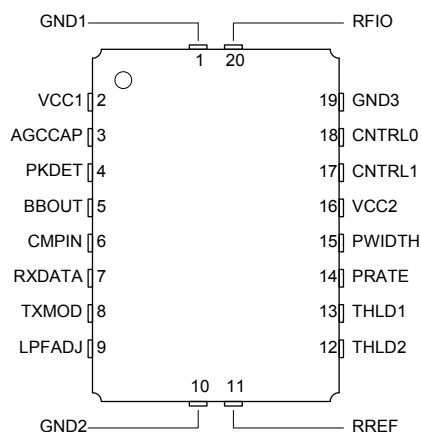 GND1 RFIO
1 20
VCC1 2 19 GND3
AGCCAP 3 18 CNTRL0
PKDET 4 17 CNTRL1
BBOUT 5 16 VCC2
CMPIN 6 15 PWIDTH
RXDATA 7 14 PRATE
TXMOD 8 13 THLD1
LPFADJ 9 12 THLD2
10 11
GND2 RREF